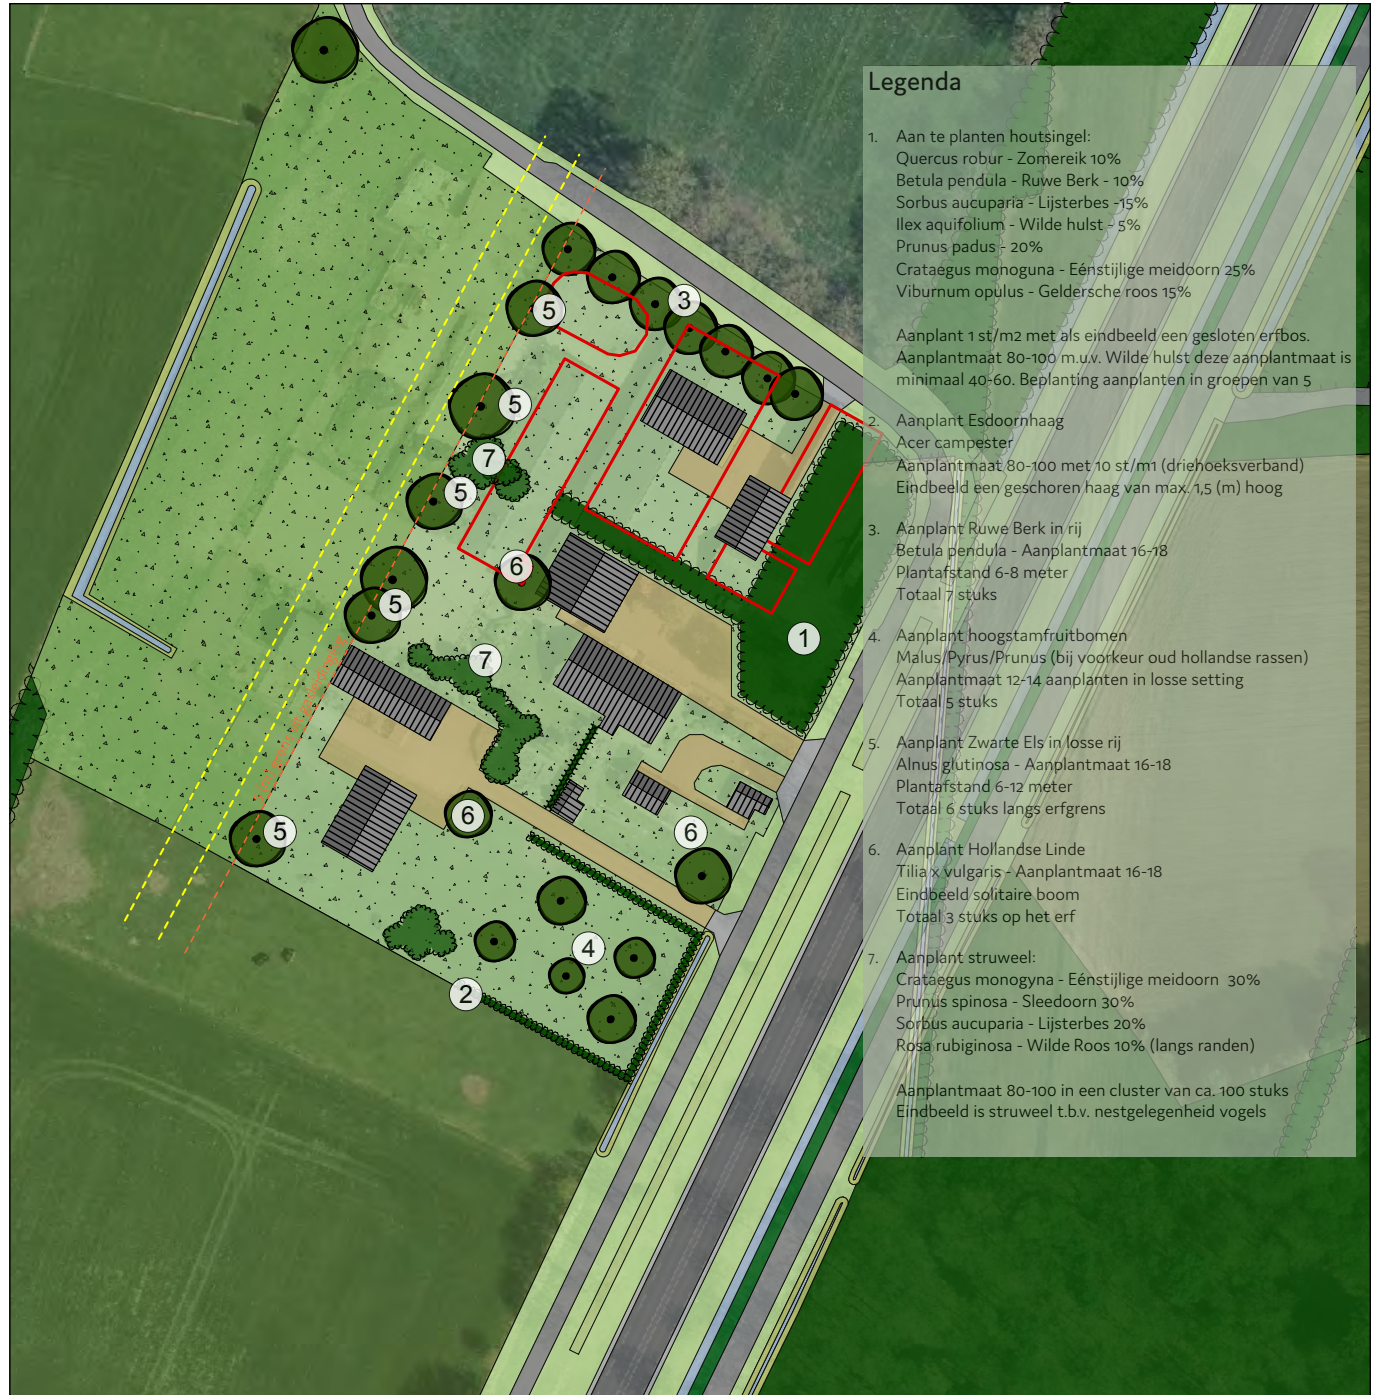 Legenda
1. Aan te planten houtsingel:
Quercus robur - Zomereik 10%
Betula pendula - Ruwe Berk - 10%
Sorbus aucuparia - Lijsterbes -15%
Ilex aquifolium - Wilde hulst - 5%
Prunus padus - 20%
Crataegus monoguna - Eénstijlige meidoorn 25%
Viburnum opulus - Geldersche roos 15%
Aanplant 1 st/m2 met als eindbeeld een gesloten erfbos.
Aanplantmaat 80-100 m.u.v. Wilde hulst deze aanplantmaat is
minimaal 40-60. Beplanting aanplanten in groepen van 5
2. Aanplant Esdoornhaag
Acer campester
Aanplantmaat 80-100 met 10 st/m1 (driehoeksverband)
Eindbeeld een geschoren haag van max. 1,5 (m) hoog
3. Aanplant Ruwe Berk in rij
Betula pendula - Aanplantmaat 16-18
Plantafstand 6-8 meter
Totaal 7 stuks
4. Aanplant hoogstamfruitbomen
Malus/Pyrus/Prunus (bij voorkeur oud hollandse rassen)
Aanplantmaat 12-14 aanplanten in losse setting
Totaal 5 stuks
5. Aanplant Zwarte Els in losse rij
Alnus glutinosa - Aanplantmaat 16-18
Plantafstand 6-12 meter
Totaal 6 stuks langs erfgrens
6. Aanplant Hollandse Linde
Tilia x vulgaris - Aanplantmaat 16-18
Eindbeeld solitaire boom
Totaal 3 stuks op het erf
7. Aanplant struweel:
Crataegus monogyna - Eénstijlige meidoorn 30%
Prunus spinosa - Sleedoorn 30%
Sorbus aucuparia - Lijsterbes 20%
Rosa rubiginosa - Wilde Roos 10% (langs randen)
Aanplantmaat 80-100 in een cluster van ca. 100 stuks
Eindbeeld is struweel t.b.v. nestgelegenheid vogels
3
5
5
7
5
6
5
1
7
6
5
6
4
2